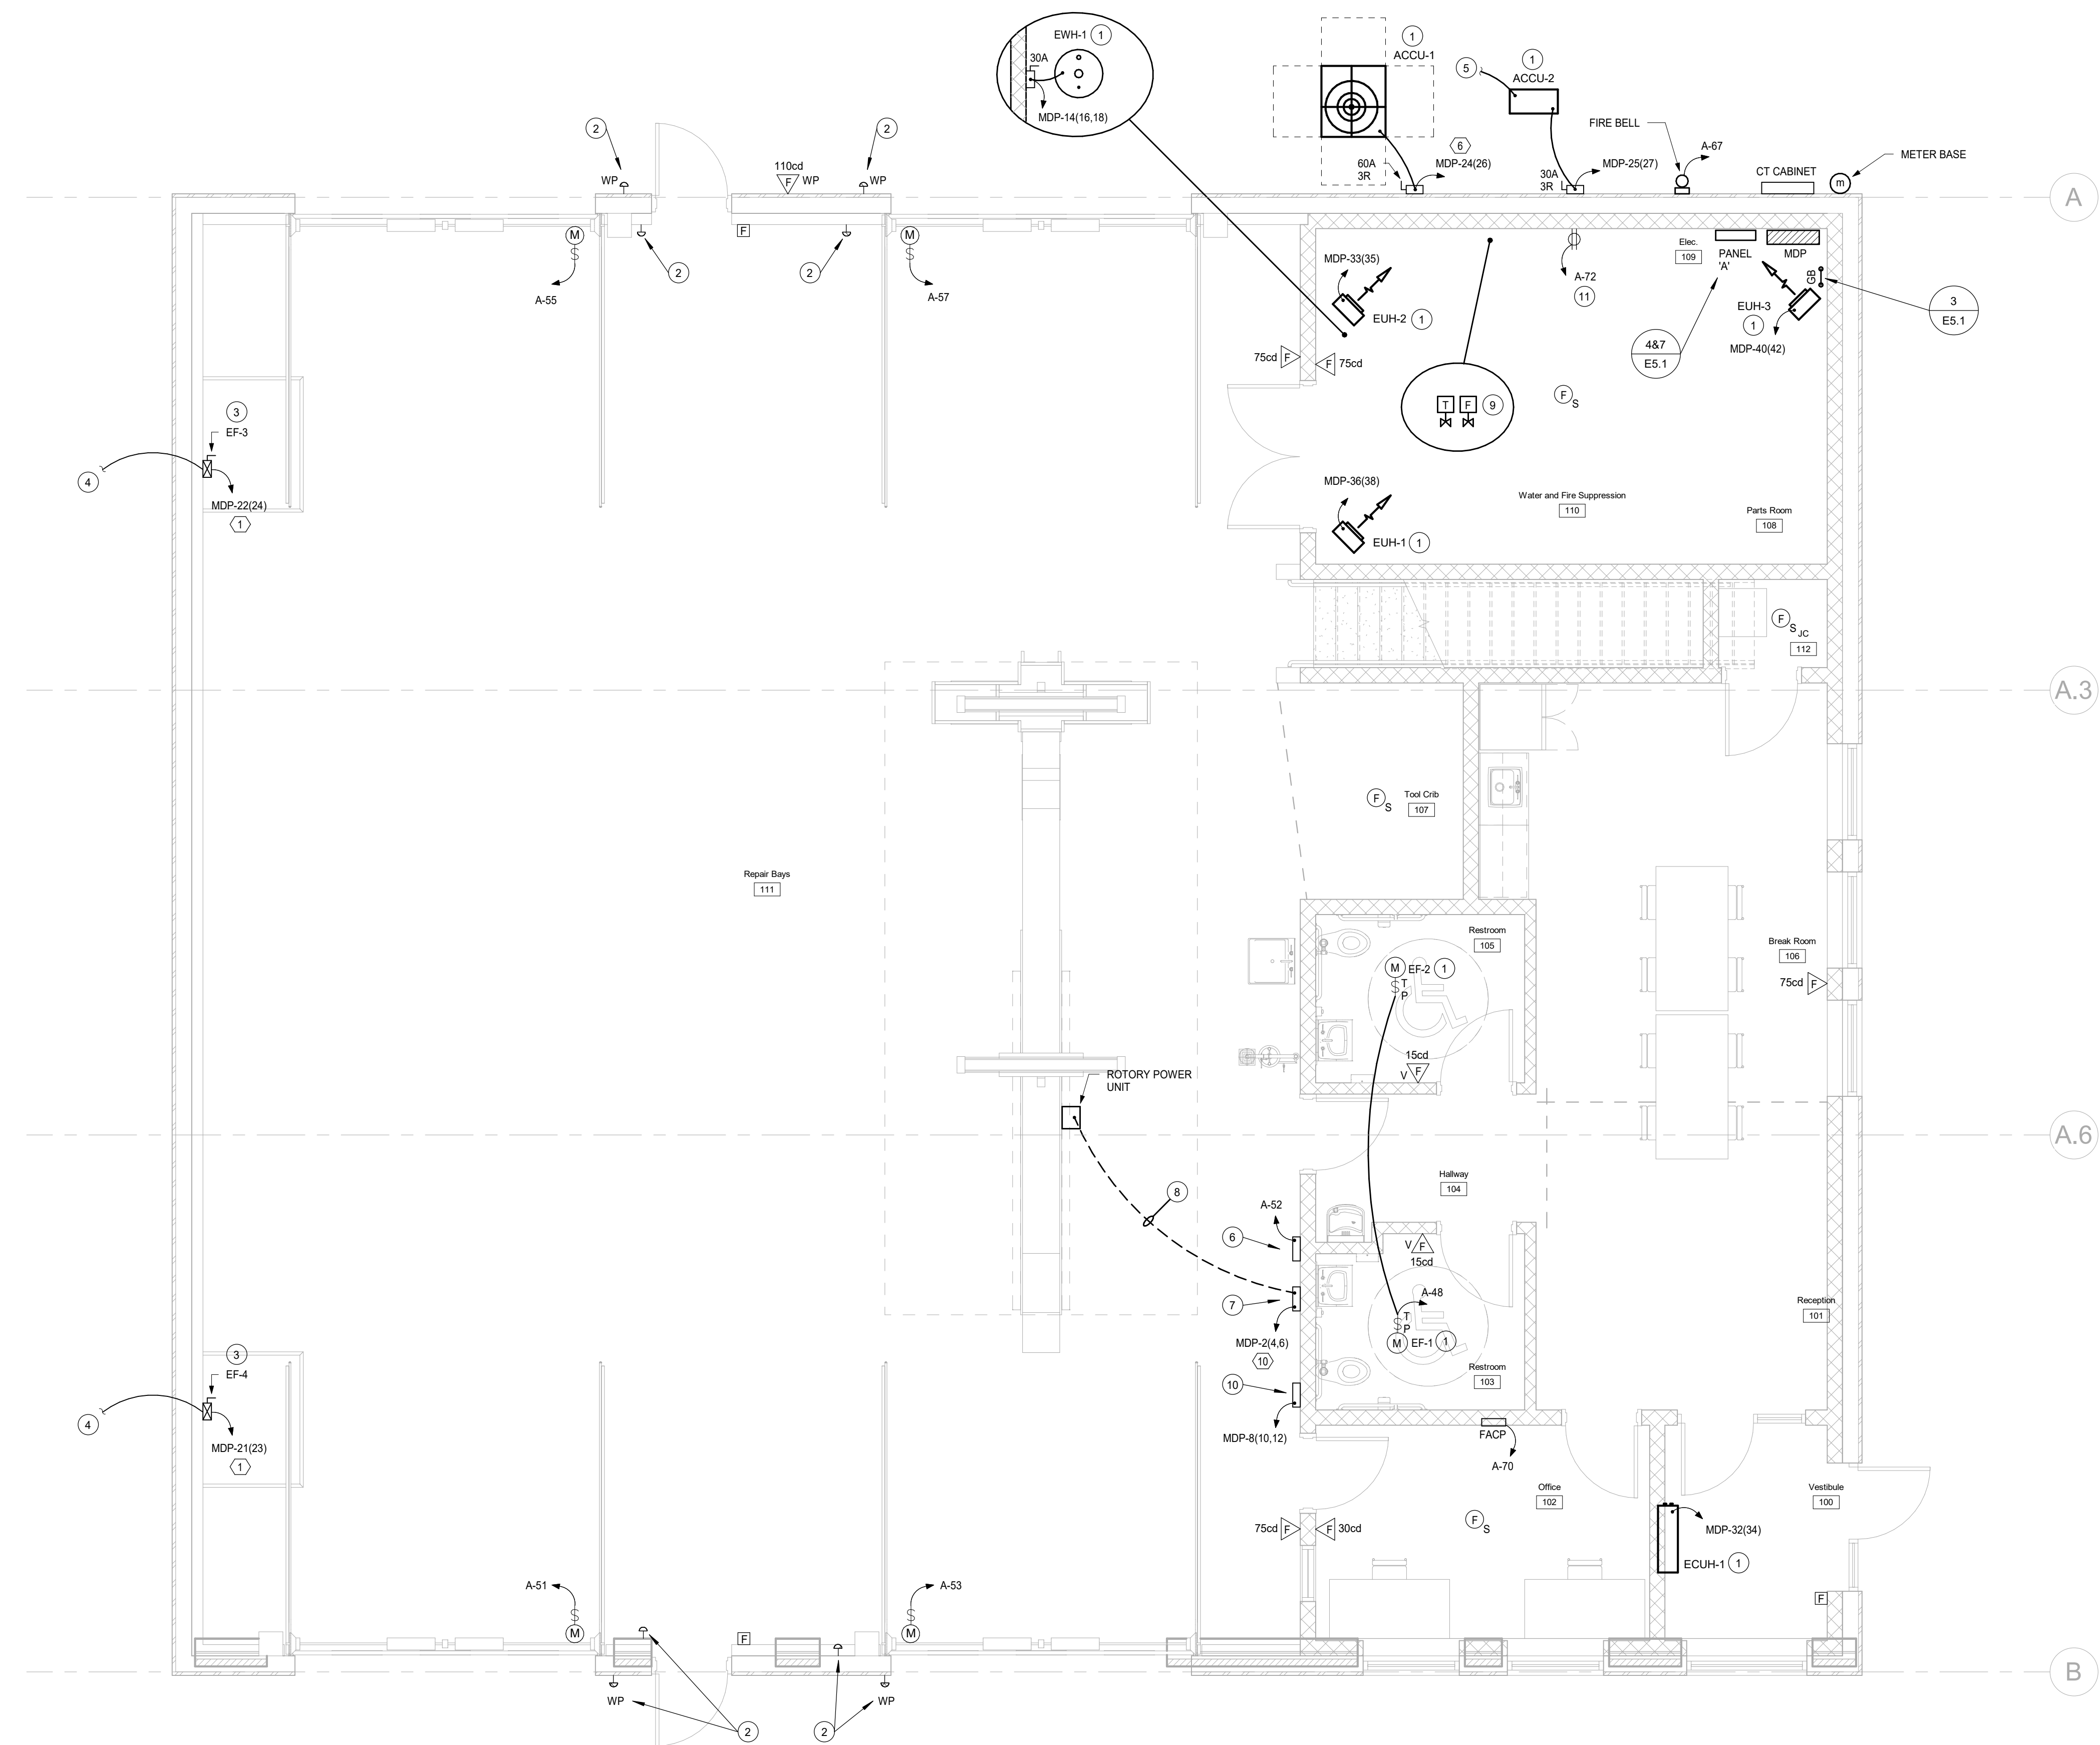 EWH-1 1
30A
MDP-14(16,18)
1
ACCU-1
5
1
ACCU-2
FIRE BELL
A-67
METER BASE
CT CABINET
m
6
60A
3R
MDP-24(26)
30A
3R
MDP-25(27)
2
2
WP
110cd
F WP
WP
A
M
F
M
2
2
A-55
A-57
MDP-33(35)
EUH-2 1
A-72
11
Elec.
109
PANEL
'A'
MDP
GB
EUH-3
1
MDP-40(42)
3
E5.1
4&7
E5.1
75cd F
F 75cd
T F 9
F
S
3
EF-3
4
MDP-22(24)
1
MDP-36(38)
EUH-1 1
Water and Fire Suppression
110
Parts Room
108
F
S
JC
112
A.3
F
S
Tool Crib
107
Repair Bays
111
Restroom
105
Break Room
106
75cd F
M EF-2 1
S T
P
15cd
V F
ROTORY POWER
UNIT
A.6
8
Hallway
104
A-52
6
V F
15cd
7
A-48
S T
P
M EF-1 1
Reception
101
MDP-2(4,6)
10
Restroom
103
10
MDP-8(10,12)
3
EF-4
4
MDP-21(23)
1
FACP
A-70
Office
102
Vestibule
100
75cd F
F 30cd
F
S
MDP-32(34)
ECUH-1 1
F
A-51
A-53
M
F
M
B
WP
2
2
WP